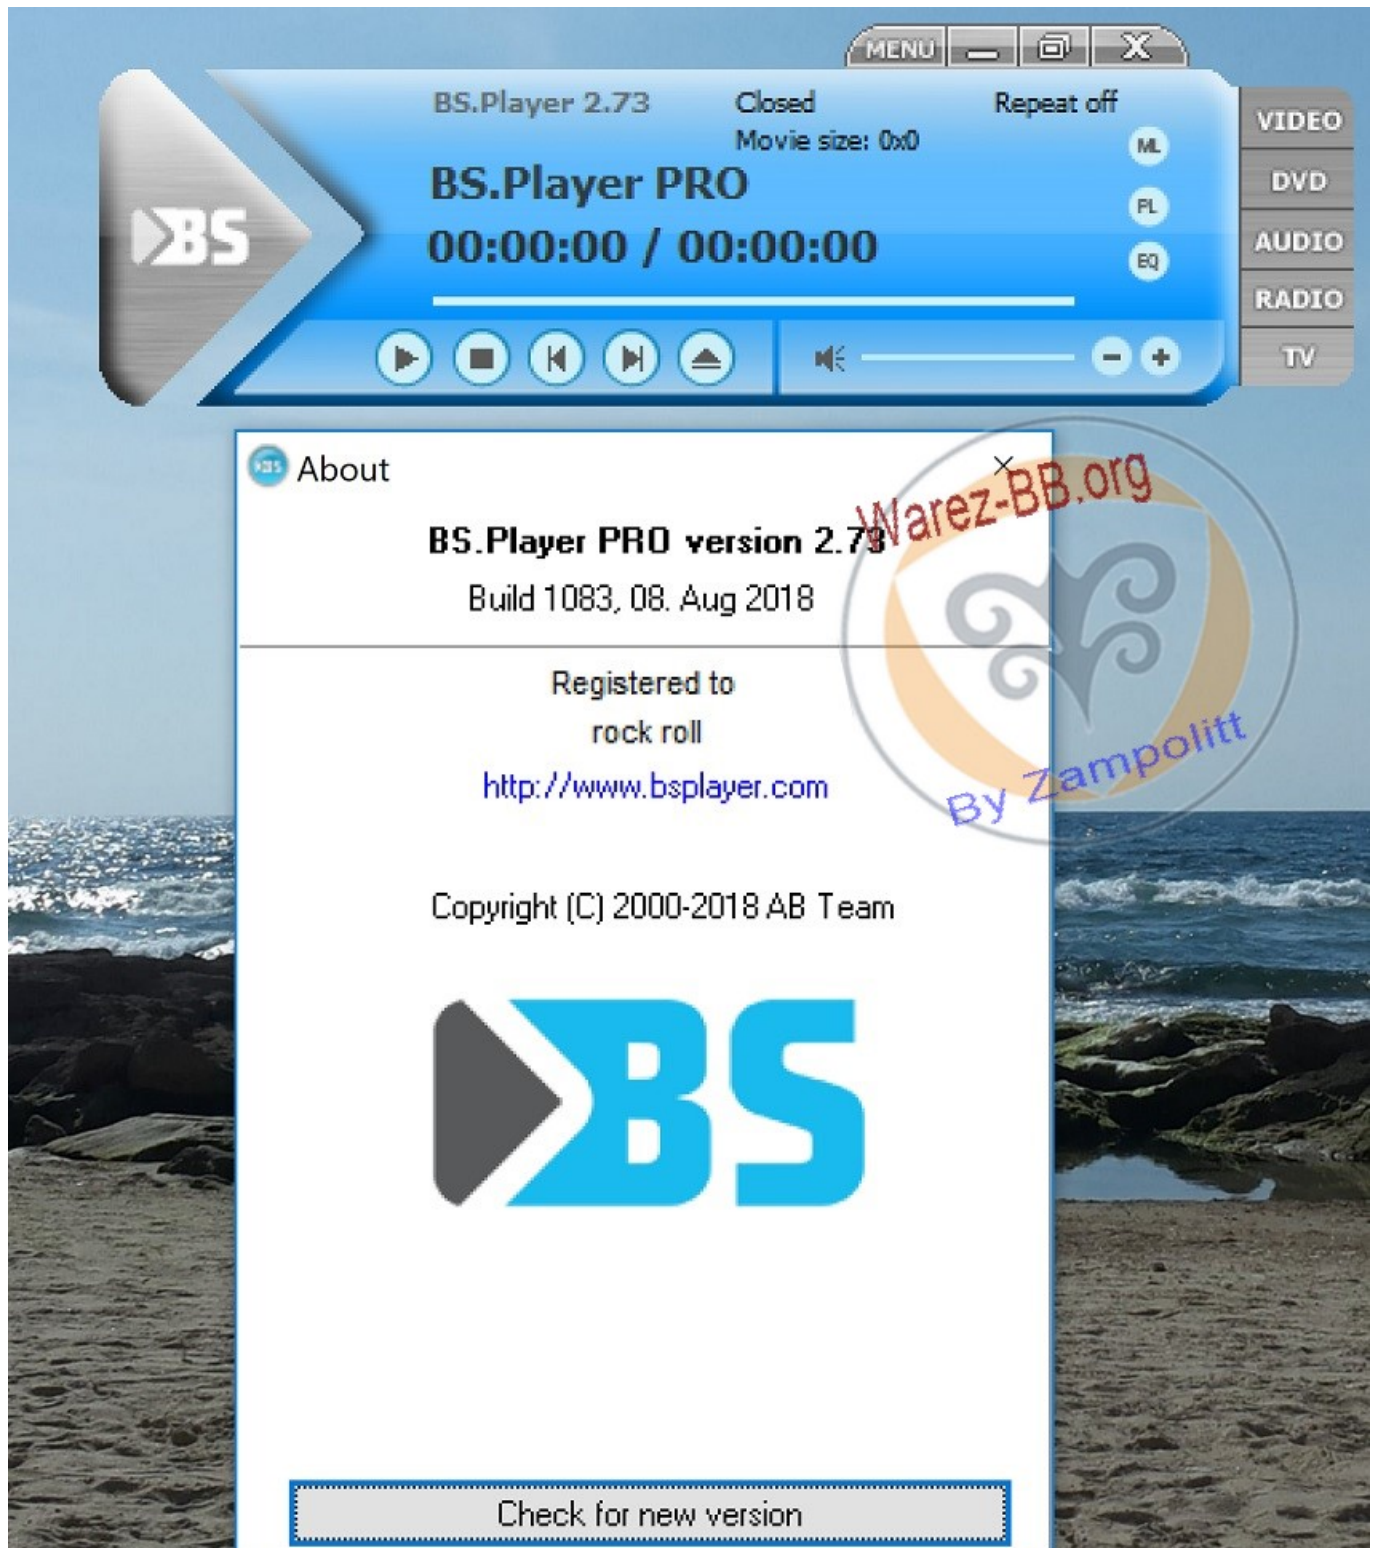 MENU
BS.Player 2.73
Closed
Repeat off
Movie size: 0x0
ML
BS.Player PRO
PL
00:00:00 / 00:00:00
EQ
BS
VIDEO
DVD
AUDIO
RADIO
TV
About
Warez-BB.org
BS.Player PRO version 2.73
Build 1083, 08. Aug 2018
Registered to
rock roll
http://www.bsplayer.com
By Zampolitt
Copyright (C) 2000-2018 AB Team
BS
Check for new version